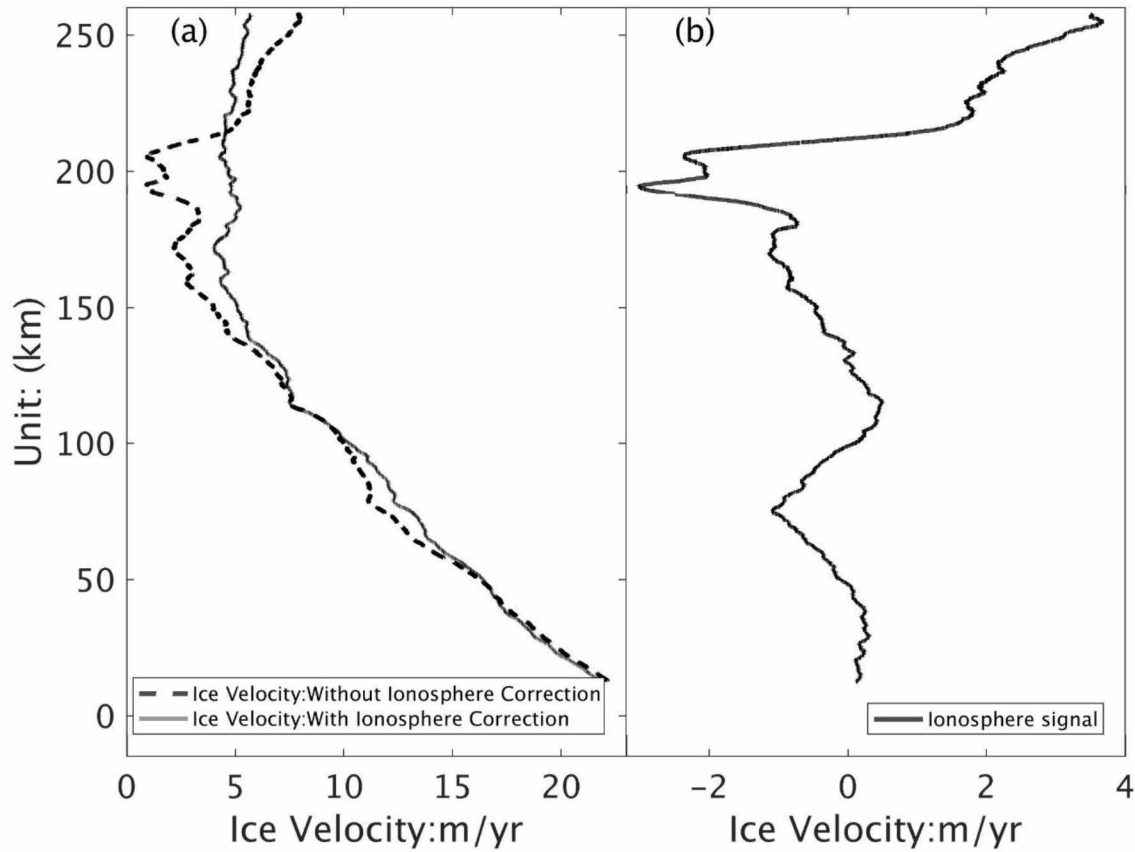 (a)
(b)
Unit: (km)
250
200
150
100
50
0
Ice Velocity:Without Ionosphere Correction
Ice Velocity:With Ionosphere Correction
Ionosphere signal
0 5 10 15 20
-2 0 2 4
Ice Velocity:m/yr
Ice Velocity:m/yr